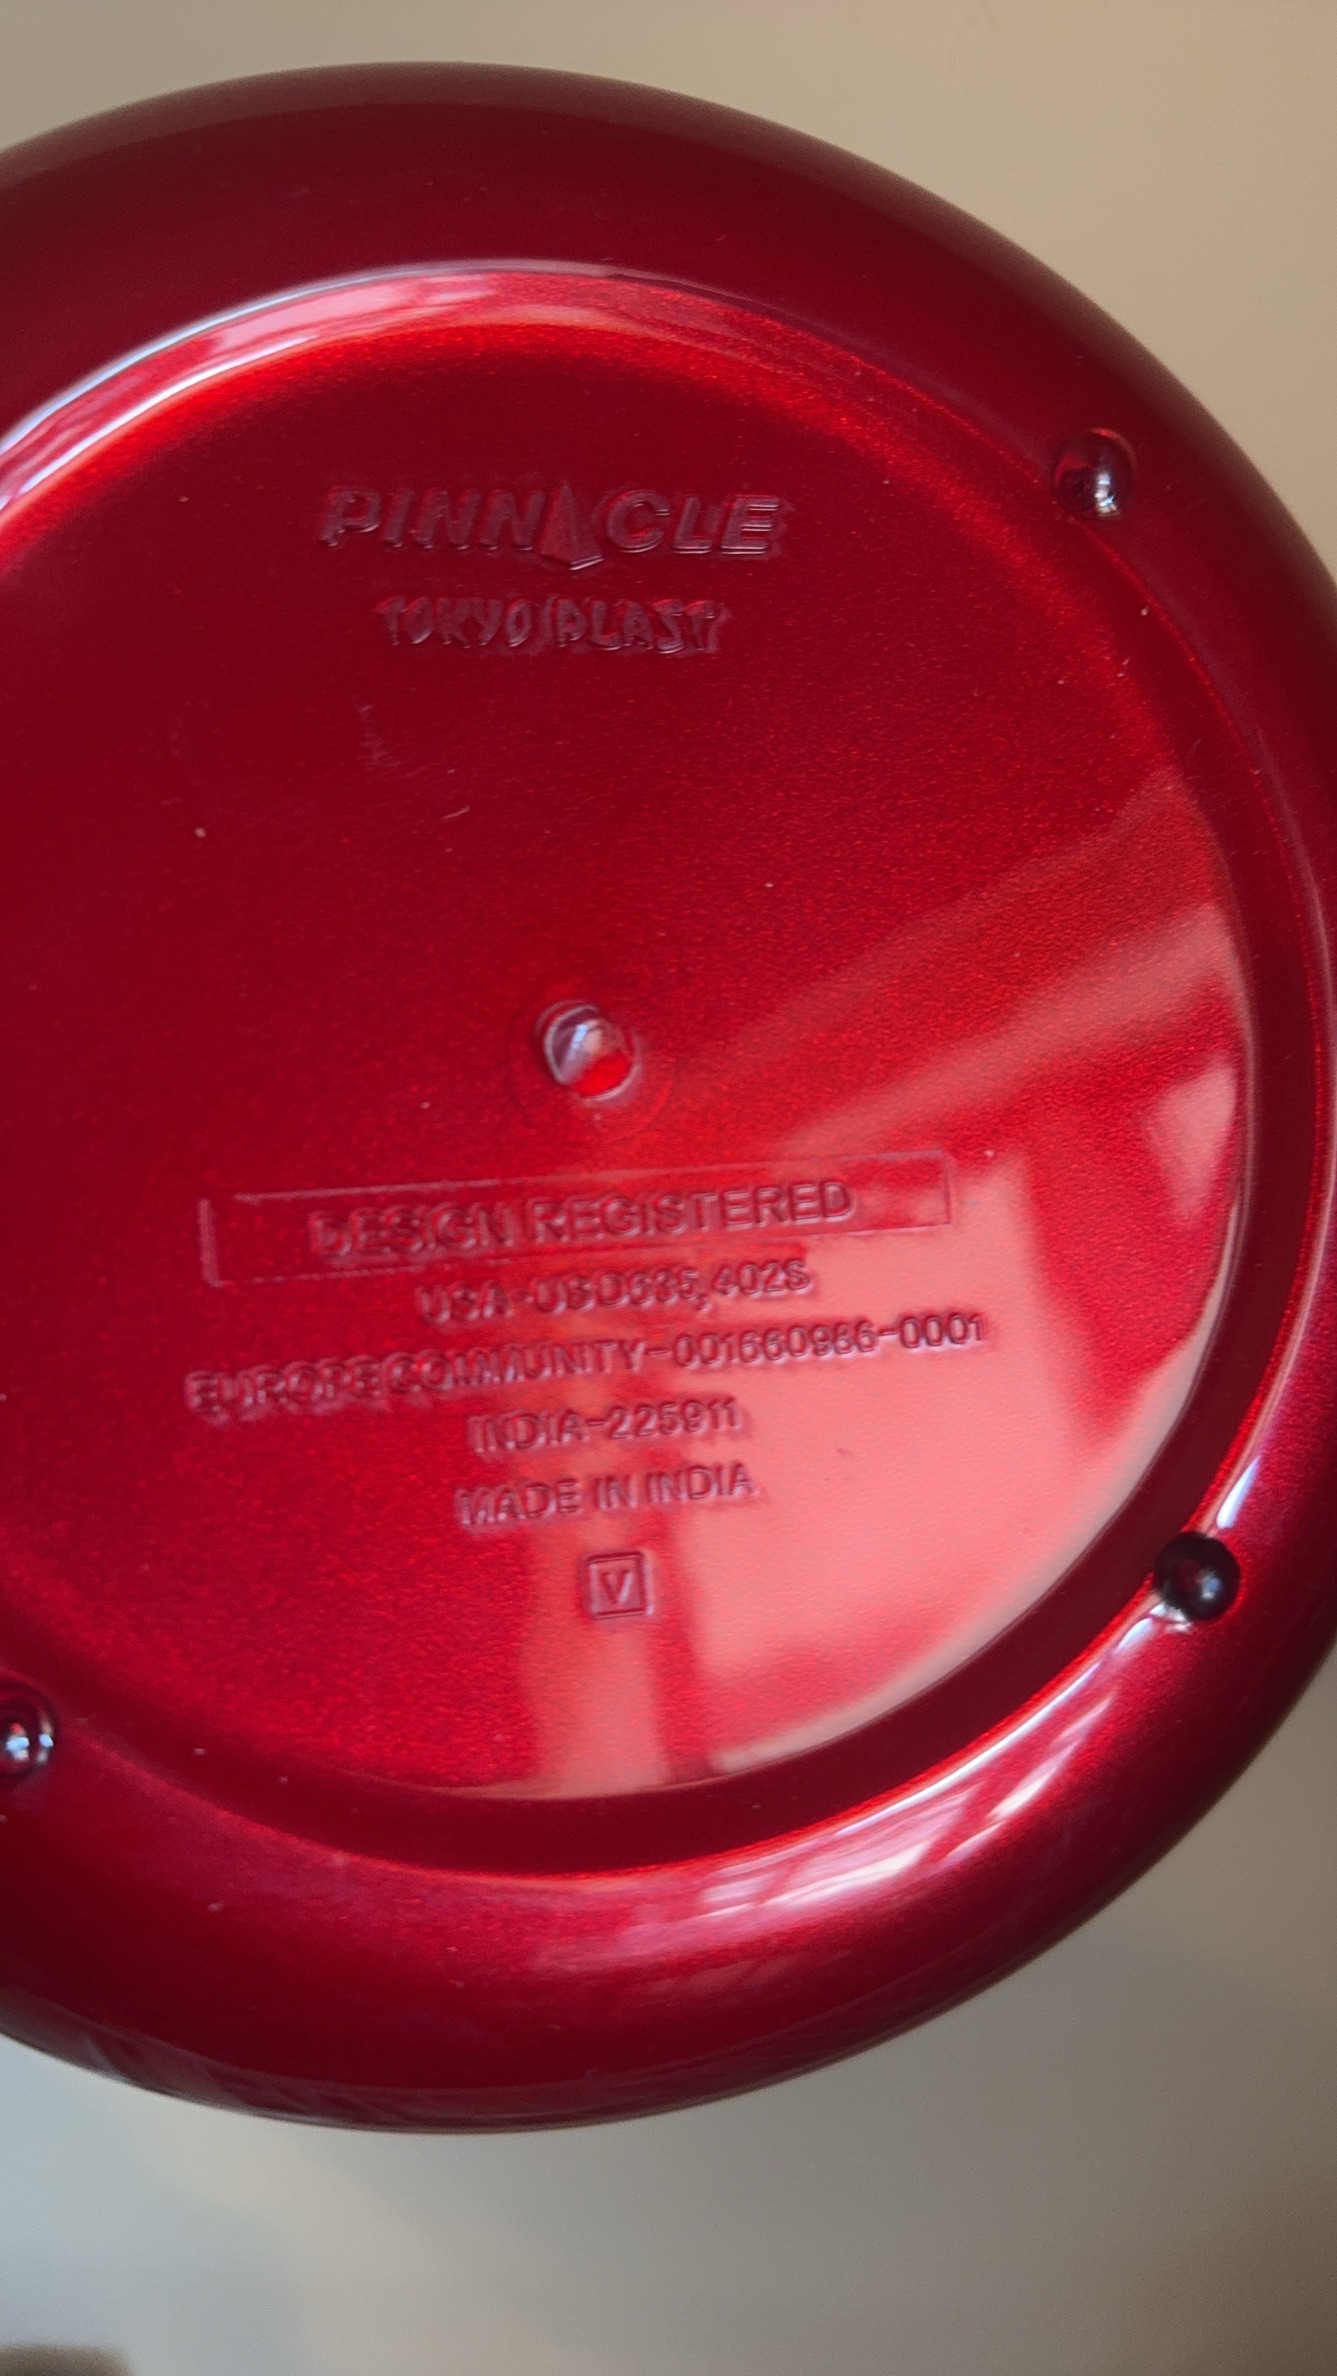 PINNACLE
TOKYO PLAST
DESIGN REGISTERED
USA-USD635,402S
EUROPE COMMUNITY-001660986-0001
INDIA-225911
MADE IN INDIA
V